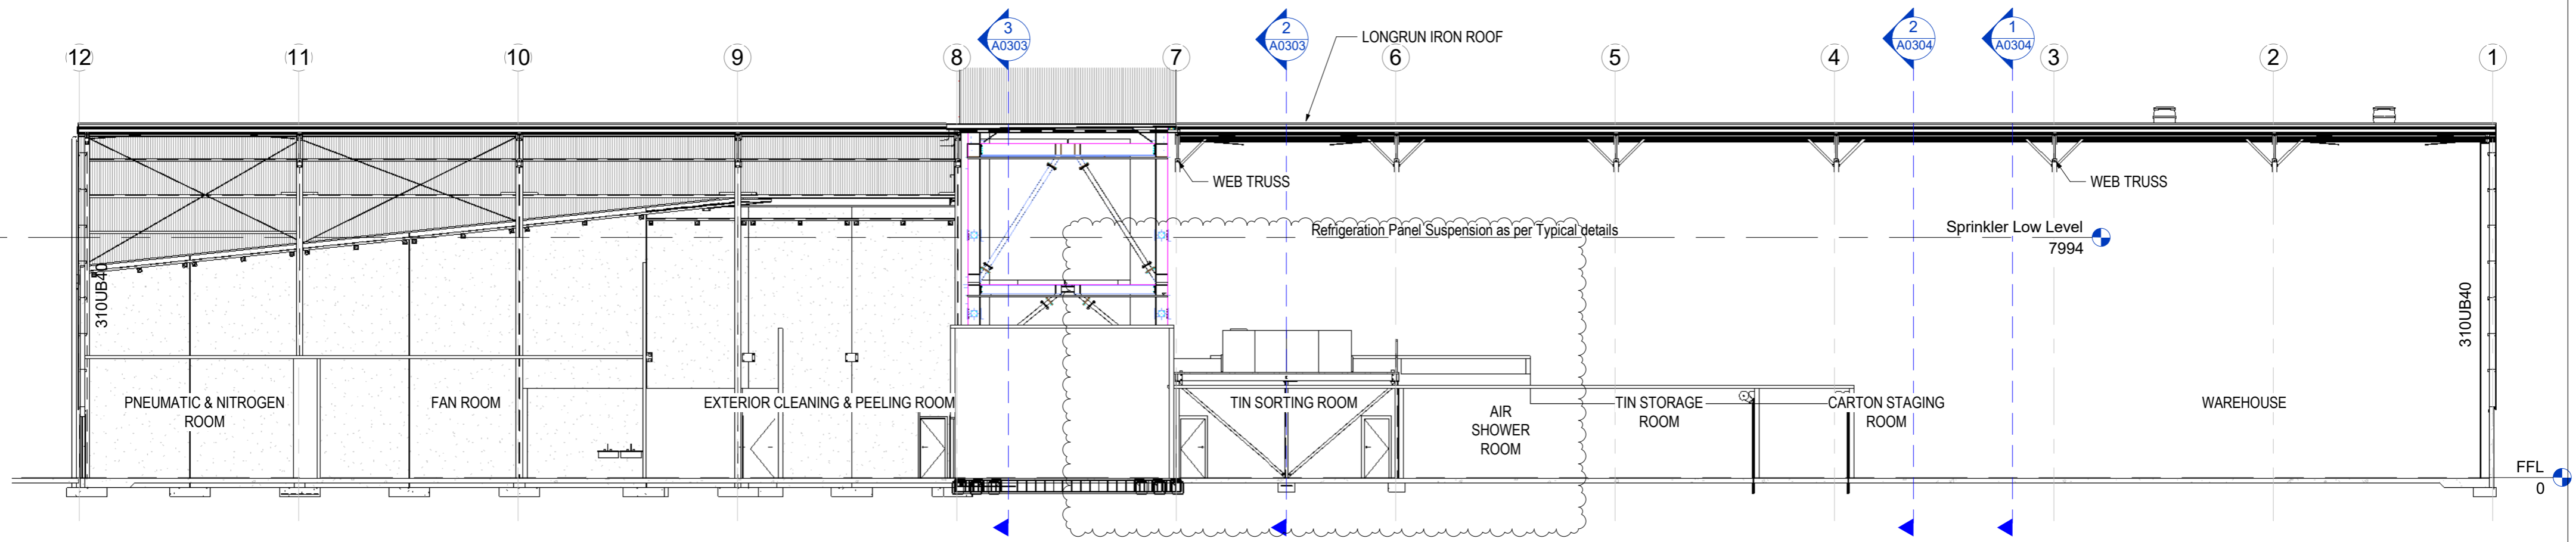 3
A0303
2
A0303
2
A0304
1
A0304
LONGRUN IRON ROOF
12
11
10
9
8
7
6
5
4
3
2
1
WEB TRUSS
WEB TRUSS
Refrigeration Panel Suspension as per Typical details
Sprinkler Low Level
7994
310UB40
310UB40
PNEUMATIC & NITROGEN
ROOM
FAN ROOM
EXTERIOR CLEANING & PEELING ROOM
TIN SORTING ROOM
AIR
SHOWER
ROOM
TIN STORAGE
ROOM
CARTON STAGING
ROOM
WAREHOUSE
FFL
0